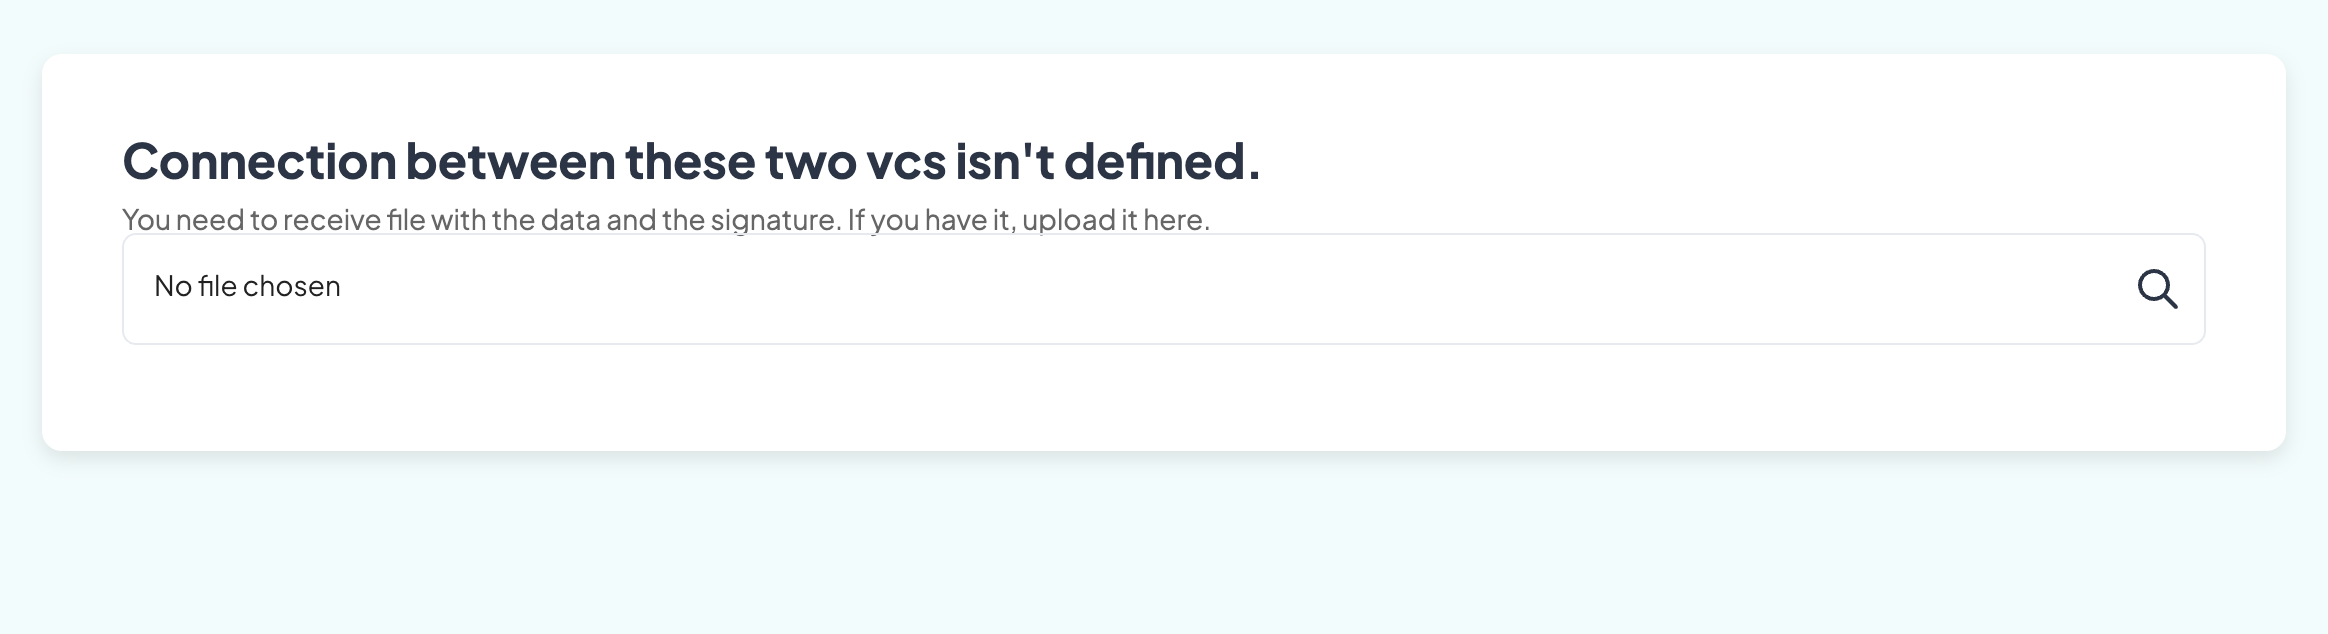 Connection between these two vcs isn't defined.
You need to receive file with the data and the signature. If you have it, upload it here.
No file chosen